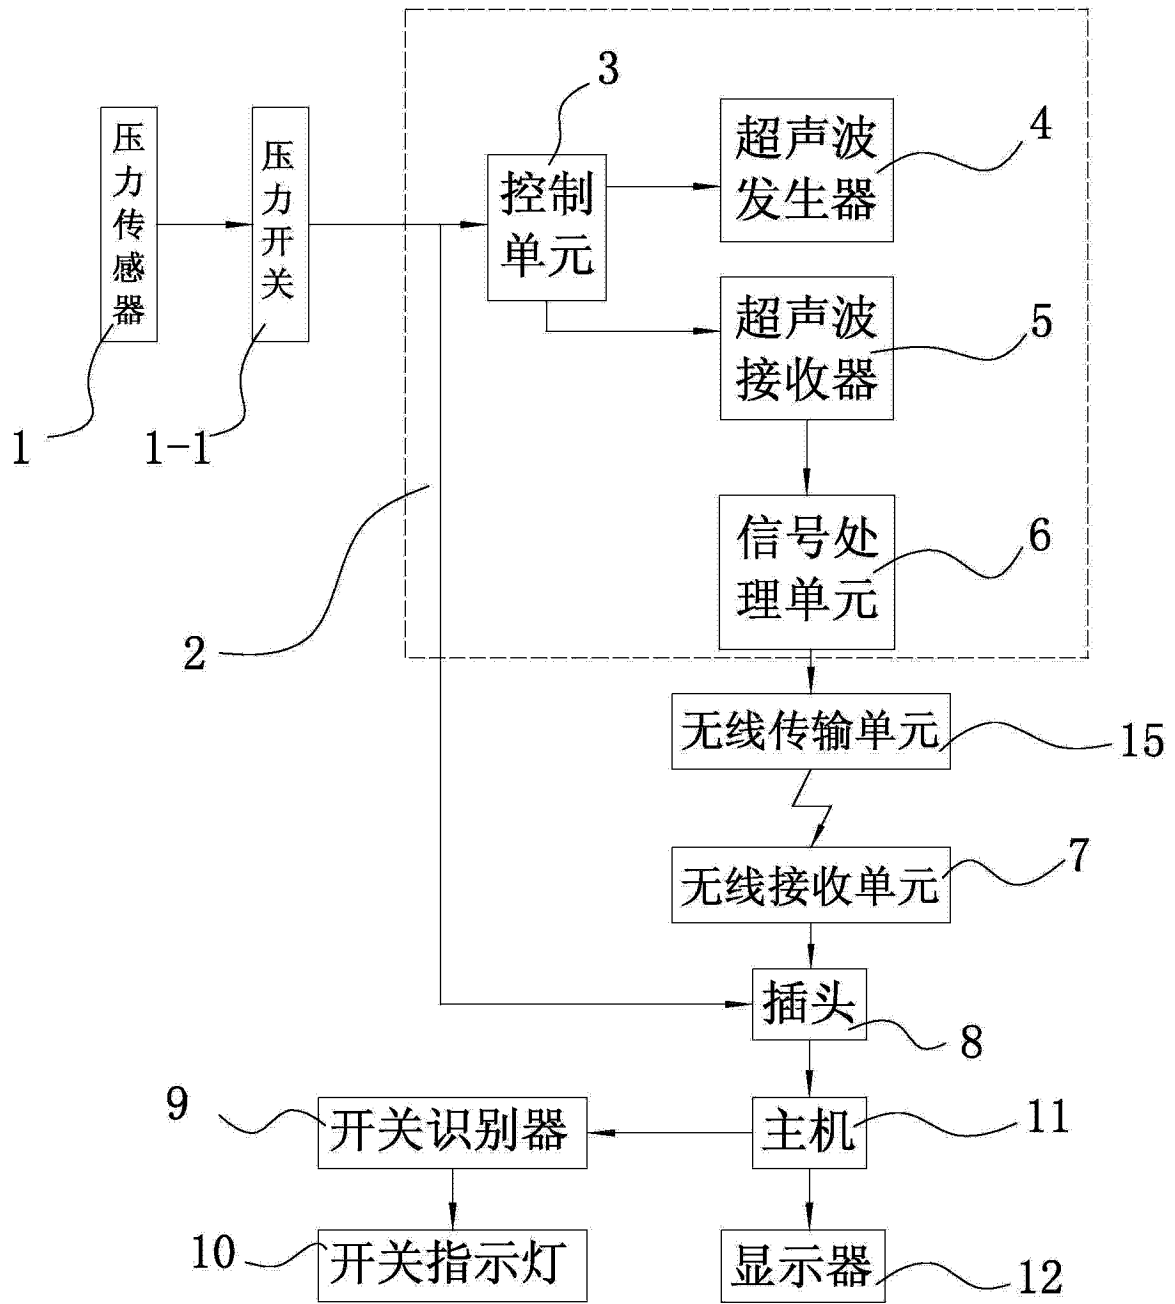 3
压力传感器
压力开关
控制
单元
超声波
发生器
4
超声波
接收器
5
1
1-1
信号处
理单元
6
2
无线传输单元
15
无线接收单元
7
插头
8
9
开关识别器
主机
11
10
开关指示灯
显示器
12